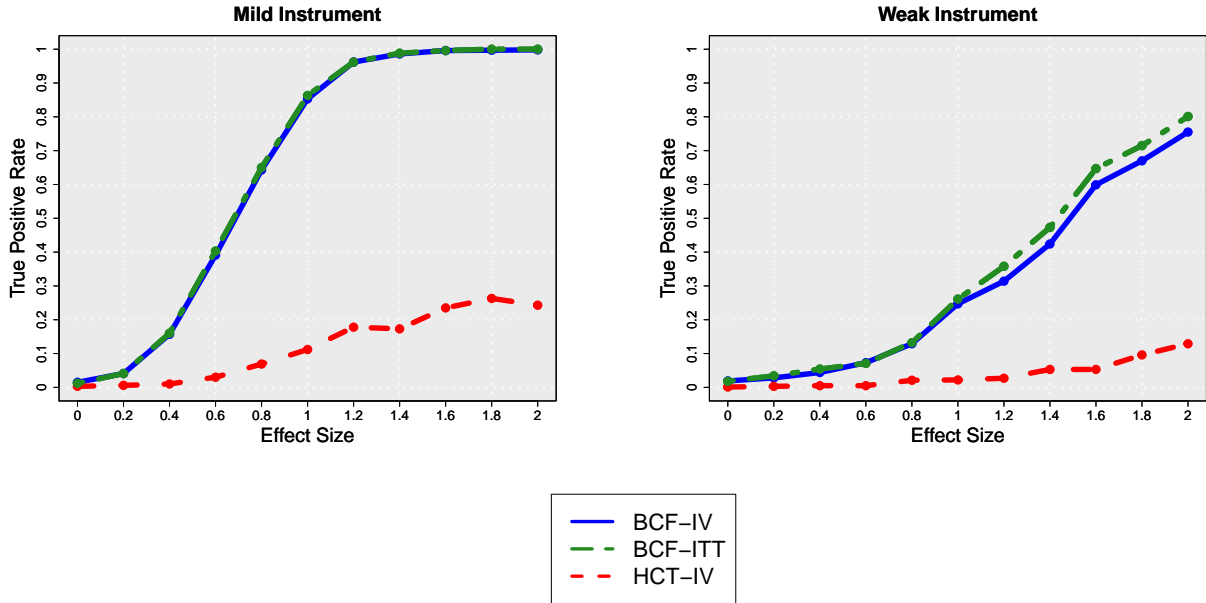 Mild Instrument
True Positive Rate
1
0.9
0.8
0.7
0.6
0.5
0.4
0.3
0.2
0.1
0
0 0.2 0.4 0.6 0.8 1 1.2 1.4 1.6 1.8 2
Effect Size
Weak Instrument
True Positive Rate
1
0.9
0.8
0.7
0.6
0.5
0.4
0.3
0.2
0.1
0
0 0.2 0.4 0.6 0.8 1 1.2 1.4 1.6 1.8 2
Effect Size
BCF−IV
BCF−ITT
HCT−IV